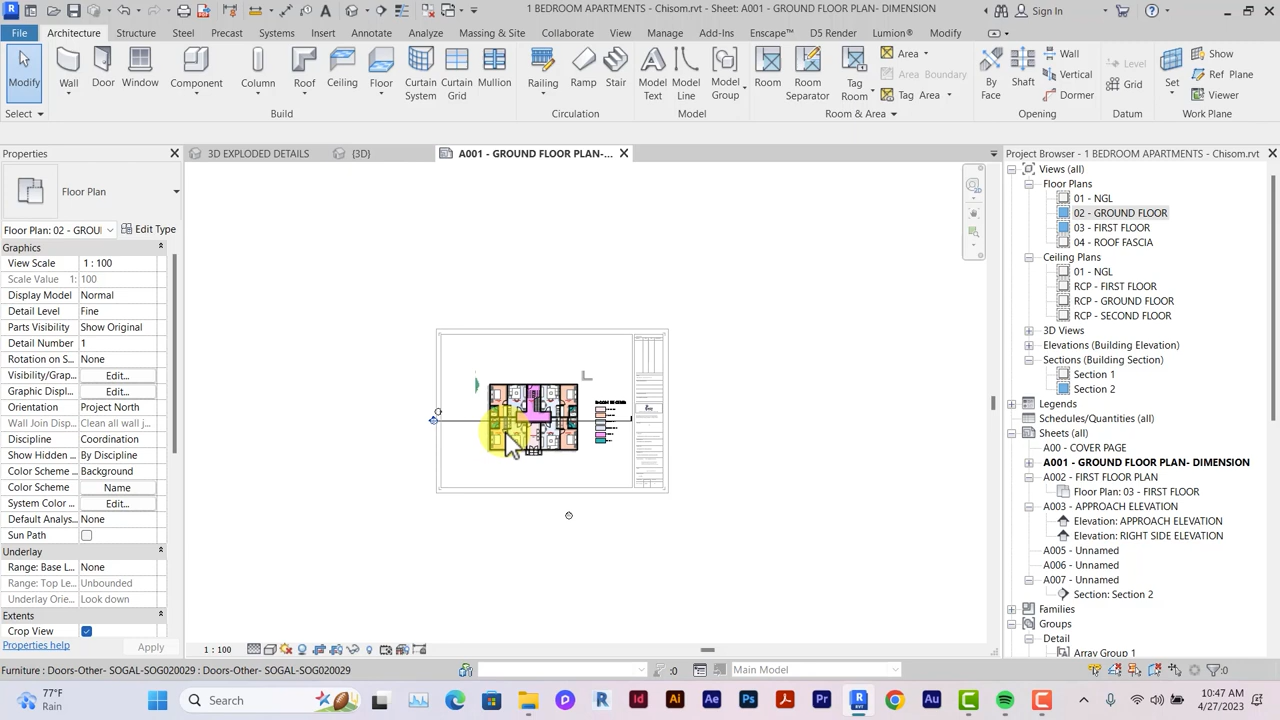 1 BEDROOM APARTMENTS - Chisom.rvt - Sheet: A001 - GROUND FLOOR PLAN- DIMENSION
Sign In
File Architecture Structure Steel Precast Systems Insert Annotate Analyze Massing & Site Collaborate View Manage Add-Ins Enscape™ D5 Render Lumion® Modify
Modify
Wall
Door
Window
Component
Column
Roof
Ceiling
Floor
Curtain System
Curtain Grid
Mullion
Railing
Ramp
Stair
Model Text
Model Line
Model Group
Room
Room Separator
Tag Room
Area
Area Boundary
Tag Area
By Face
Shaft
Wall
Vertical
Dormer
Level
Grid
Set
Show
Ref Plane
Viewer
Select
Build
Circulation
Model
Room & Area
Opening
Datum
Work Plane
Properties
3D EXPLODED DETAILS
{3D}
A001 - GROUND FLOOR PLAN-...
Project Browser - 1 BEDROOM APARTMENTS - Chisom.rvt
Floor Plan
Floor Plan: 02 - GROUI
Edit Type
Graphics
View Scale 1 : 100
Scale Value 1: 100
Display Model Normal
Detail Level Fine
Parts Visibility Show Original
Detail Number 1
Rotation on S... None
Visibility/Grap... Edit...
Graphic Displ... Edit...
Orientation Project North
Wall Join Disp... Clean all wall j...
Discipline Coordination
Show Hidden ... By Discipline
Color Scheme ... Background
Color Scheme Name
System Color ... Edit...
Default Analys... None
Sun Path
Underlay
Range: Base L... None
Range: Top Le... Unbounded
Underlay Orie... Look down
Extents
Crop View
Properties help
Apply
Views (all)
Floor Plans
01 - NGL
02 - GROUND FLOOR
03 - FIRST FLOOR
04 - ROOF FASCIA
Ceiling Plans
01 - NGL
RCP - FIRST FLOOR
RCP - GROUND FLOOR
RCP - SECOND FLOOR
3D Views
Elevations (Building Elevation)
Sections (Building Section)
Section 1
Section 2
Legends
Schedules/Quantities (all)
Sheets (all)
A00 - COVER PAGE
A001 - GROUND FLOOR PLAN- DIMENSION
A002 - FIRST FLOOR PLAN
Floor Plan: 03 - FIRST FLOOR
A003 - APPROACH ELEVATION
Elevation: APPROACH ELEVATION
Elevation: RIGHT SIDE ELEVATION
A005 - Unnamed
A006 - Unnamed
A007 - Unnamed
Section: Section 2
Families
Groups
Detail
Array Group 1
1 : 100
Furniture : Doors-Other- SOGAL-SOG020029 : Doors-Other- SOGAL-SOG020029
:0
Main Model
:0
77°F
Rain
Search
10:47 AM
4/27/2023